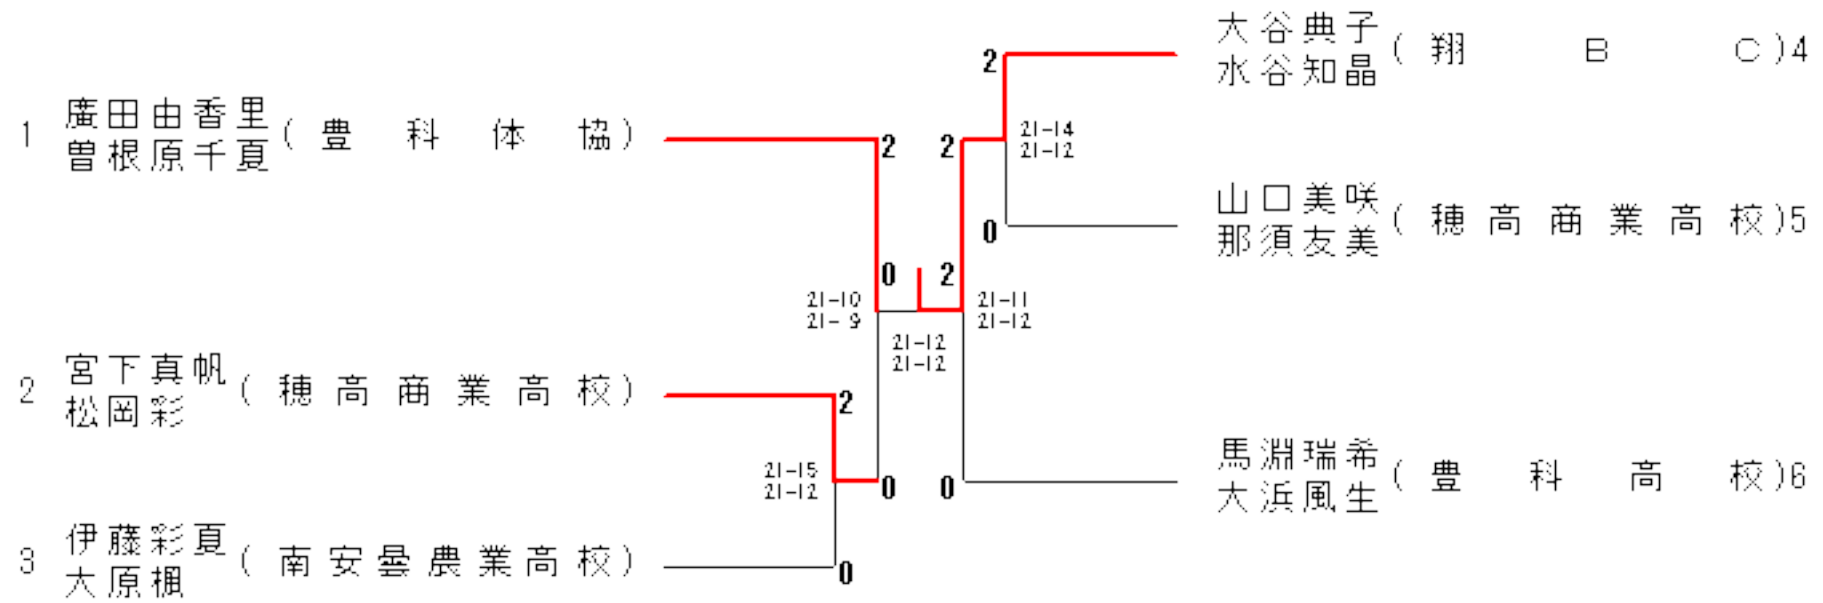 大谷典子
水谷知晶
(翔BC)4
2
1
廣田由香里
曽根原千夏
(豊科体協)
2
2
21-14
21-12
山口美咲
那須友美
(穂高商業高校)5
0
0
2
21-10
21-9
21-11
21-12
21-12
21-12
2
宮下真帆
松岡彩
(穂高商業高校)
2
21-15
21-12
0
0
馬淵瑞希
大浜風生
(豊科高校)6
3
伊藤彩夏
大原楓
(南安曇農業高校)
0